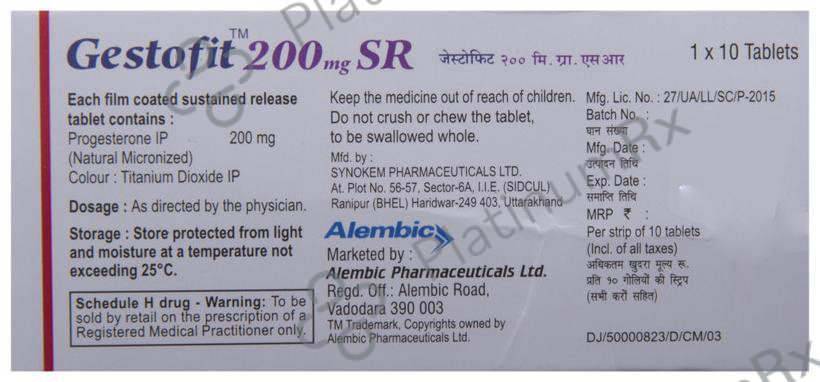 Gestofit™ 200mg SR
जेस्टोफिट २०० मि.ग्रा.एसआर
1 x 10 Tablets
Each film coated sustained release
tablet contains :
Progesterone IP 200 mg
(Natural Micronized)
Colour : Titanium Dioxide IP
Dosage : As directed by the physician.
Storage : Store protected from light
and moisture at a temperature not
exceeding 25°C.
Schedule H drug - Warning: To be
sold by retail on the prescription of a
Registered Medical Practitioner only.
Keep the medicine out of reach of children.
Do not crush or chew the tablet,
to be swallowed whole.
Mfd. by :
SYNOKEM PHARMACEUTICALS LTD.
At. Plot No. 56-57, Sector-6A, I.I.E. (SIDCUL)
Ranipur (BHEL) Haridwar-249 403, Uttarakhand
Alembic
Marketed by :
Alembic Pharmaceuticals Ltd.
Regd. Off.: Alembic Road,
Vadodara 390 003
TM Trademark, Copyrights owned by
Alembic Pharmaceuticals Ltd.
Mfg. Lic. No. : 27/UA/LL/SC/P-2015
Batch No. :
घान संख्या
Mfg. Date :
उत्पादन तिथि
Exp. Date :
समाप्ति तिथि
MRP ₹ :
Per strip of 10 tablets
(Incl. of all taxes)
अधिकतम खुदरा मूल्य रू.
प्रति १० गोलियों की स्ट्रिप
(सभी करों सहित)
DJ/50000823/D/CM/03
PlatinumRx